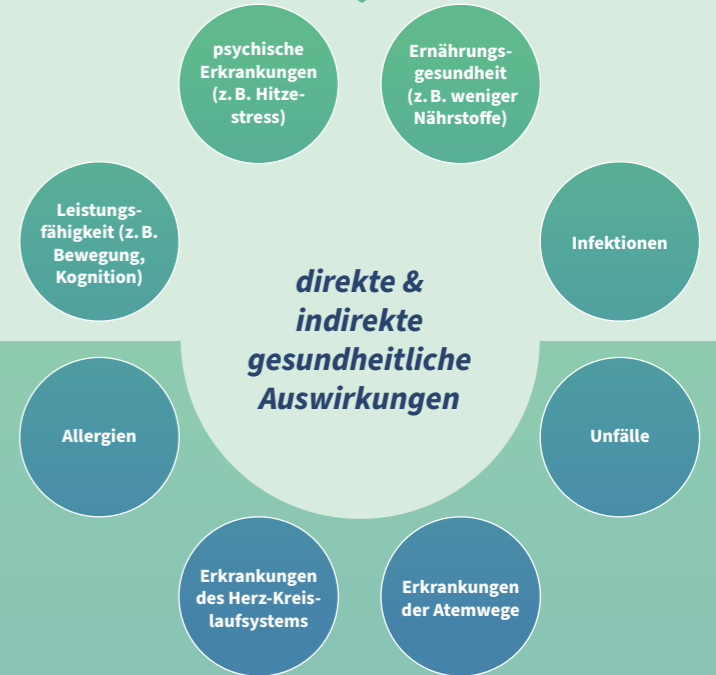 psychische
Erkrankungen
(z. B. Hitze-
stress)
Ernährungs-
gesundheit
(z. B. weniger
Nährstoffe)
Leistungs-
fähigkeit (z. B.
Bewegung,
Kognition)
Infektionen
direkte &
indirekte
gesundheitliche
Auswirkungen
Allergien
Unfälle
Erkrankungen
des Herz-Kreis-
laufsystems
Erkrankungen
der Atemwege